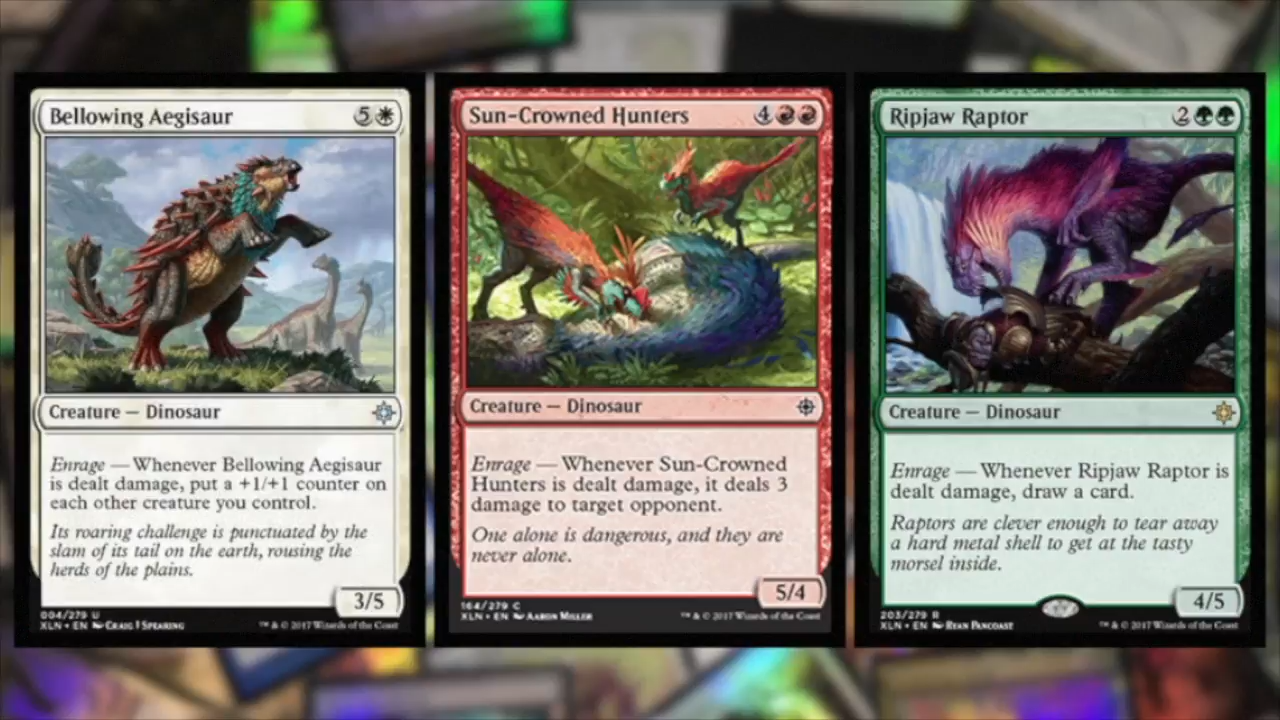 Bellowing Aegisaur 5
Creature — Dinosaur
Enrage — Whenever Bellowing Aegisaur
is dealt damage, put a +1/+1 counter on
each other creature you control.
Its roaring challenge is punctuated by the
slam of its tail on the earth, rousing the
herds of the plains.
3/5
004/279 U
XLN • EN Craig J Spearing ™ & © 2017 Wizards of the Coast
Sun-Crowned Hunters 4
Creature — Dinosaur
Enrage — Whenever Sun-Crowned
Hunters is dealt damage, it deals 3
damage to target opponent.
One alone is dangerous, and they are
never alone.
5/4
164/279 C
XLN • EN Aaron Miller ™ & © 2017 Wizards of the Coast
Ripjaw Raptor 2
Creature — Dinosaur
Enrage — Whenever Ripjaw Raptor is
dealt damage, draw a card.
Raptors are clever enough to tear away
a hard metal shell to get at the tasty
morsel inside.
4/5
203/279 R
XLN • EN Ryan Pancoast ™ & © 2017 Wizards of the Coast